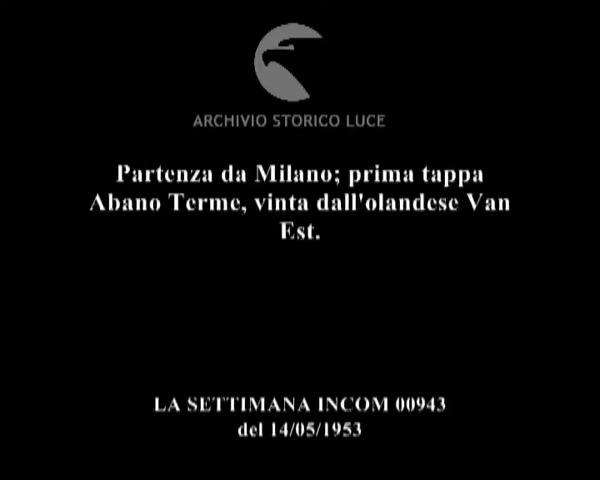 ARCHIVIO STORICO LUCE
Partenza da Milano; prima tappa
Abano Terme, vinta dall'olandese Van
Est.
LA SETTIMANA INCOM 00943
del 14/05/1953